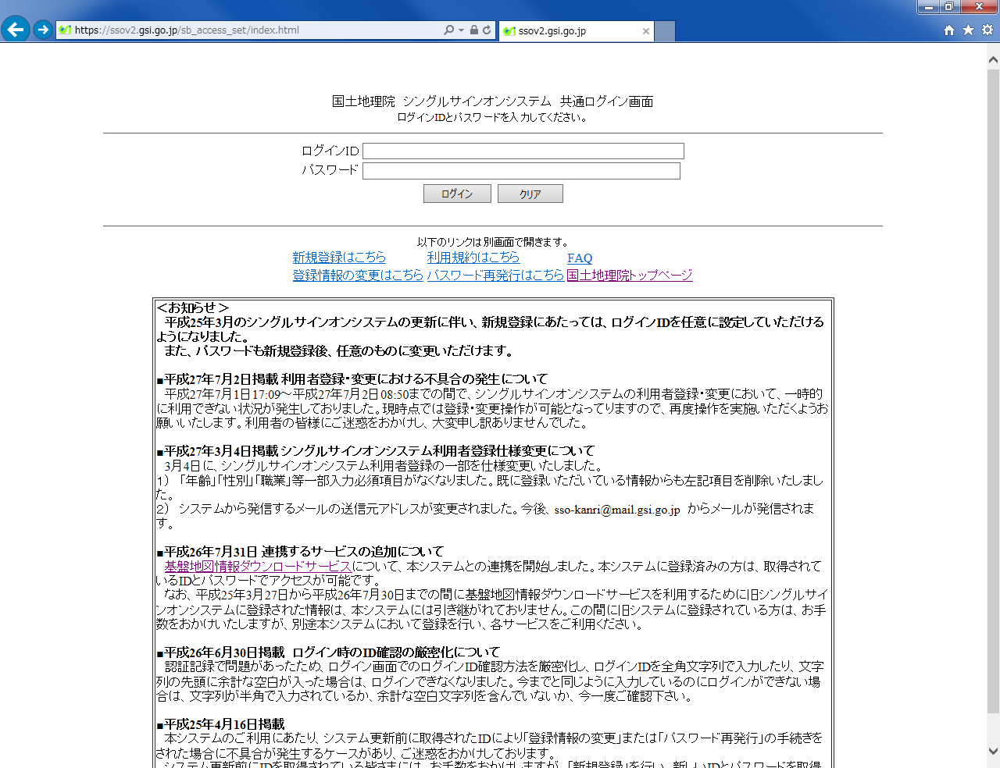 https://ssov2.gsi.go.jp/sb_access_set/index.html
ssov2.gsi.go.jp
国土地理院　シングルサインオンシステム　共通ログイン画面
ログインIDとパスワードを入力してください。
ログインID
パスワード
ログイン クリア
以下のリンクは別画面で開きます。
新規登録はこちら 利用規約はこちら FAQ
登録情報の変更はこちら パスワード再発行はこちら 国土地理院トップページ
＜お知らせ＞
平成25年3月のシングルサインオンシステムの更新に伴い、新規登録にあたっては、ログインIDを任意に設定していただける
ようになりました。
また、パスワードも新規登録後、任意のものに変更いただけます。
■平成27年7月2日掲載 利用者登録・変更における不具合の発生について
平成27年7月1日17:09～平成27年7月2日08:50までの間で、シングルサインオンシステムの利用者登録・変更において、一時的
に利用できない状況が発生しておりました。現時点では登録・変更操作が可能となってますので、再度操作を実施いただくようお
願いいたします。利用者の皆様にご迷惑をおかけし、大変申し訳ありませんでした。
■平成27年3月4日掲載 シングルサインオンシステム利用者登録仕様変更について
3月4日に、シングルサインオンシステム利用者登録の一部を仕様変更いたしました。
１）　「年齢」「性別」「職業」等一部入力必須項目がなくなりました。既に登録いただいている情報からも左記項目を削除いたしまし
た。
２）　システムから発信するメールの送信元アドレスが変更されました。今後、sso-kanri@mail.gsi.go.jp　からメールが発信されま
す。
■平成26年7月31日 連携するサービスの追加について
基盤地図情報ダウンロードサービスについて、本システムとの連携を開始しました。本システムに登録済みの方は、取得されて
いるIDとパスワードでアクセスが可能です。
なお、平成25年3月27日から平成26年7月30日までの間に基盤地図情報ダウンロードサービスを利用するために旧シングルサイ
ンオンシステムに登録された情報は、本システムには引き継がれておりません。この間に旧システムに登録されている方は、お手
数をおかけいたしますが、別途本システムにおいて登録を行い、各サービスをご利用ください。
■平成26年6月30日掲載　ログイン時のID確認の厳密化について
認証記録で問題があったため、ログイン画面でのログインID確認方法を厳密化し、ログインIDを全角文字列で入力したり、文字
列の先頭に余計な空白が入った場合は、ログインできなくなりました。今までと同じように入力しているのにログインができない場
合は、文字列が半角で入力されているか、余計な空白文字列を含んでいないか、今一度ご確認下さい。
■平成25年4月16日掲載
本システムのご利用にあたり、システム更新前に取得されたIDにより「登録情報の変更」または「パスワード再発行」の手続きを
された場合に不具合が発生するケースがあり、ご迷惑をおかけしております。
システム更新前にIDを取得されている皆さまには、お手数をおかけしますが、「新規登録」を行い、新しいIDとパスワードを取得